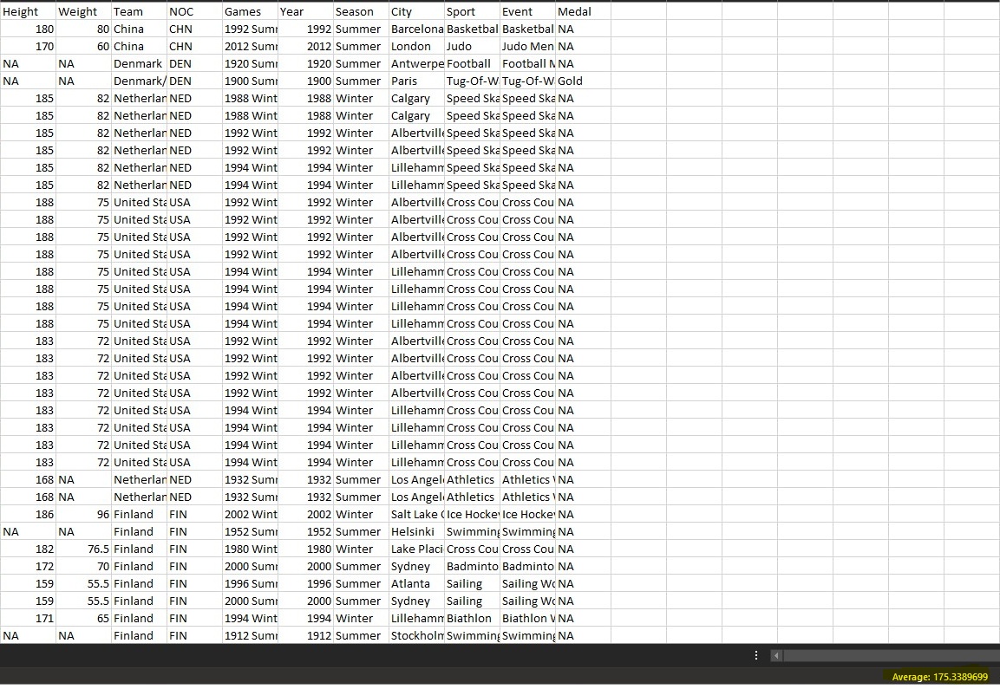 Height Weight Team NOC Games Year Season City Sport Event Medal
180 80 China CHN 1992 Sumr 1992 Summer Barcelona Basketbal Basketbal NA
170 60 China CHN 2012 Sumr 2012 Summer London Judo Judo Men NA
NA NA Denmark DEN 1920 Sumr 1920 Summer Antwerpe Football Football M NA
NA NA Denmark/ DEN 1900 Sumr 1900 Summer Paris Tug-Of-W Tug-Of-W Gold
185 82 Netherlan NED 1988 Wint 1988 Winter Calgary Speed Ska Speed Ska NA
185 82 Netherlan NED 1988 Wint 1988 Winter Calgary Speed Ska Speed Ska NA
185 82 Netherlan NED 1992 Wint 1992 Winter Albertville Speed Ska Speed Ska NA
185 82 Netherlan NED 1992 Wint 1992 Winter Albertville Speed Ska Speed Ska NA
185 82 Netherlan NED 1994 Wint 1994 Winter Lillehamm Speed Ska Speed Ska NA
185 82 Netherlan NED 1994 Wint 1994 Winter Lillehamm Speed Ska Speed Ska NA
188 75 United Sta USA 1992 Wint 1992 Winter Albertville Cross Cou Cross Cou NA
188 75 United Sta USA 1992 Wint 1992 Winter Albertville Cross Cou Cross Cou NA
188 75 United Sta USA 1992 Wint 1992 Winter Albertville Cross Cou Cross Cou NA
188 75 United Sta USA 1992 Wint 1992 Winter Albertville Cross Cou Cross Cou NA
188 75 United Sta USA 1994 Wint 1994 Winter Lillehamm Cross Cou Cross Cou NA
188 75 United Sta USA 1994 Wint 1994 Winter Lillehamm Cross Cou Cross Cou NA
188 75 United Sta USA 1994 Wint 1994 Winter Lillehamm Cross Cou Cross Cou NA
188 75 United Sta USA 1994 Wint 1994 Winter Lillehamm Cross Cou Cross Cou NA
183 72 United Sta USA 1992 Wint 1992 Winter Albertville Cross Cou Cross Cou NA
183 72 United Sta USA 1992 Wint 1992 Winter Albertville Cross Cou Cross Cou NA
183 72 United Sta USA 1992 Wint 1992 Winter Albertville Cross Cou Cross Cou NA
183 72 United Sta USA 1992 Wint 1992 Winter Albertville Cross Cou Cross Cou NA
183 72 United Sta USA 1994 Wint 1994 Winter Lillehamm Cross Cou Cross Cou NA
183 72 United Sta USA 1994 Wint 1994 Winter Lillehamm Cross Cou Cross Cou NA
183 72 United Sta USA 1994 Wint 1994 Winter Lillehamm Cross Cou Cross Cou NA
183 72 United Sta USA 1994 Wint 1994 Winter Lillehamm Cross Cou Cross Cou NA
168 NA Netherlan NED 1932 Sumr 1932 Summer Los Angel Athletics Athletics NA
168 NA Netherlan NED 1932 Sumr 1932 Summer Los Angel Athletics Athletics NA
186 96 Finland FIN 2002 Wint 2002 Winter Salt Lake Ice Hockey Ice Hockey NA
NA NA Finland FIN 1952 Sumr 1952 Summer Helsinki Swimming Swimming NA
182 76.5 Finland FIN 1980 Wint 1980 Winter Lake Placi Cross Cou Cross Cou NA
172 70 Finland FIN 2000 Sumr 2000 Summer Sydney Badminto Badminto NA
159 55.5 Finland FIN 1996 Sumr 1996 Summer Atlanta Sailing Sailing Wo NA
159 55.5 Finland FIN 2000 Sumr 2000 Summer Sydney Sailing Sailing Wo NA
171 65 Finland FIN 1994 Wint 1994 Winter Lillehamm Biathlon Biathlon NA
NA NA Finland FIN 1912 Sumr 1912 Summer Stockholm Swimming Swimming NA
Average: 175.3389699